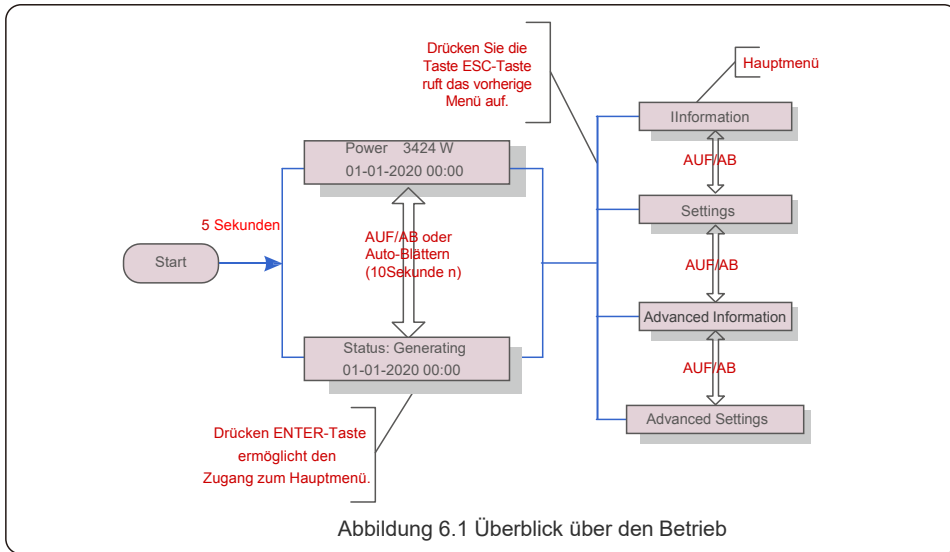 Drücken Sie die
Taste ESC-Taste
ruft das vorherige
Menü auf.
Hauptmenü
IInformation
Power 3424 W
01-01-2020 00:00
AUF/AB
Settings
5 Sekunden
AUF/AB oder
Auto-Blättern
(10Sekunde n)
Start
AUF/AB
Advanced Information
Status: Generating
01-01-2020 00:00
AUF/AB
Advanced Settings
Drücken ENTER-Taste
ermöglicht den
Zugang zum Hauptmenü.
Abbildung 6.1 Überblick über den Betrieb